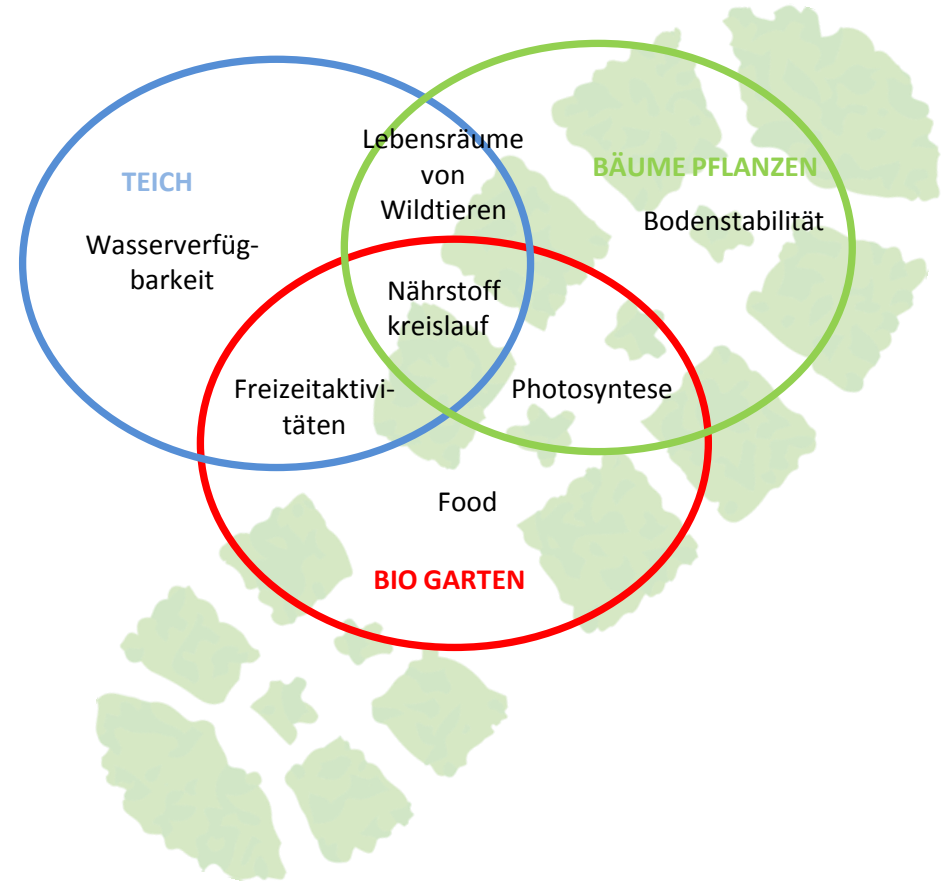 Lebensräume
von
Wildtieren
TEICH
BÄUME PFLANZEN
Wasserverfüg-
barkeit
Bodenstabilität
Nährstoff
kreislauf
Freizeitaktivi-
täten
Photosyntese
Food
BIO GARTEN